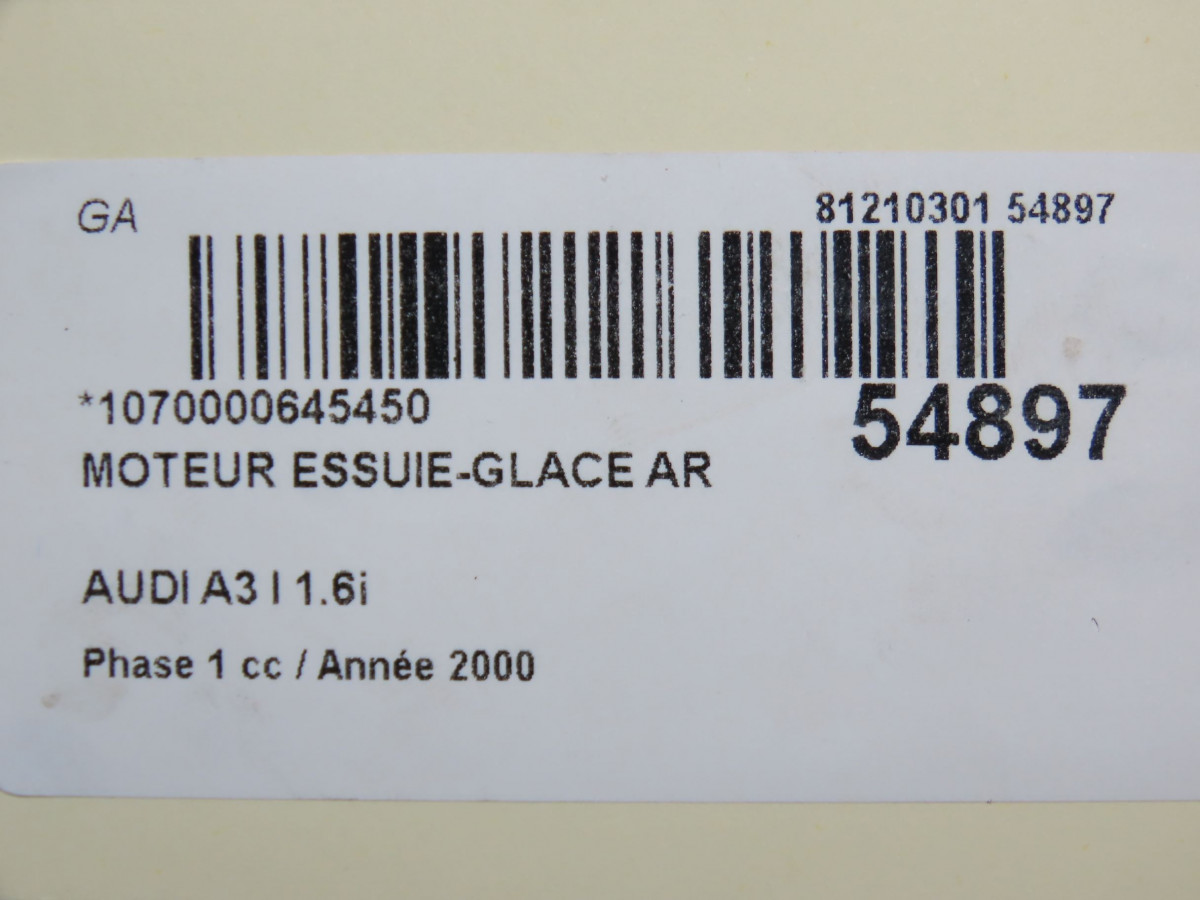 GA
81210301 54897
*1070000645450
54897
MOTEUR ESSUIE-GLACE AR
AUDI A3 I 1.6i
Phase 1 cc / Année 2000